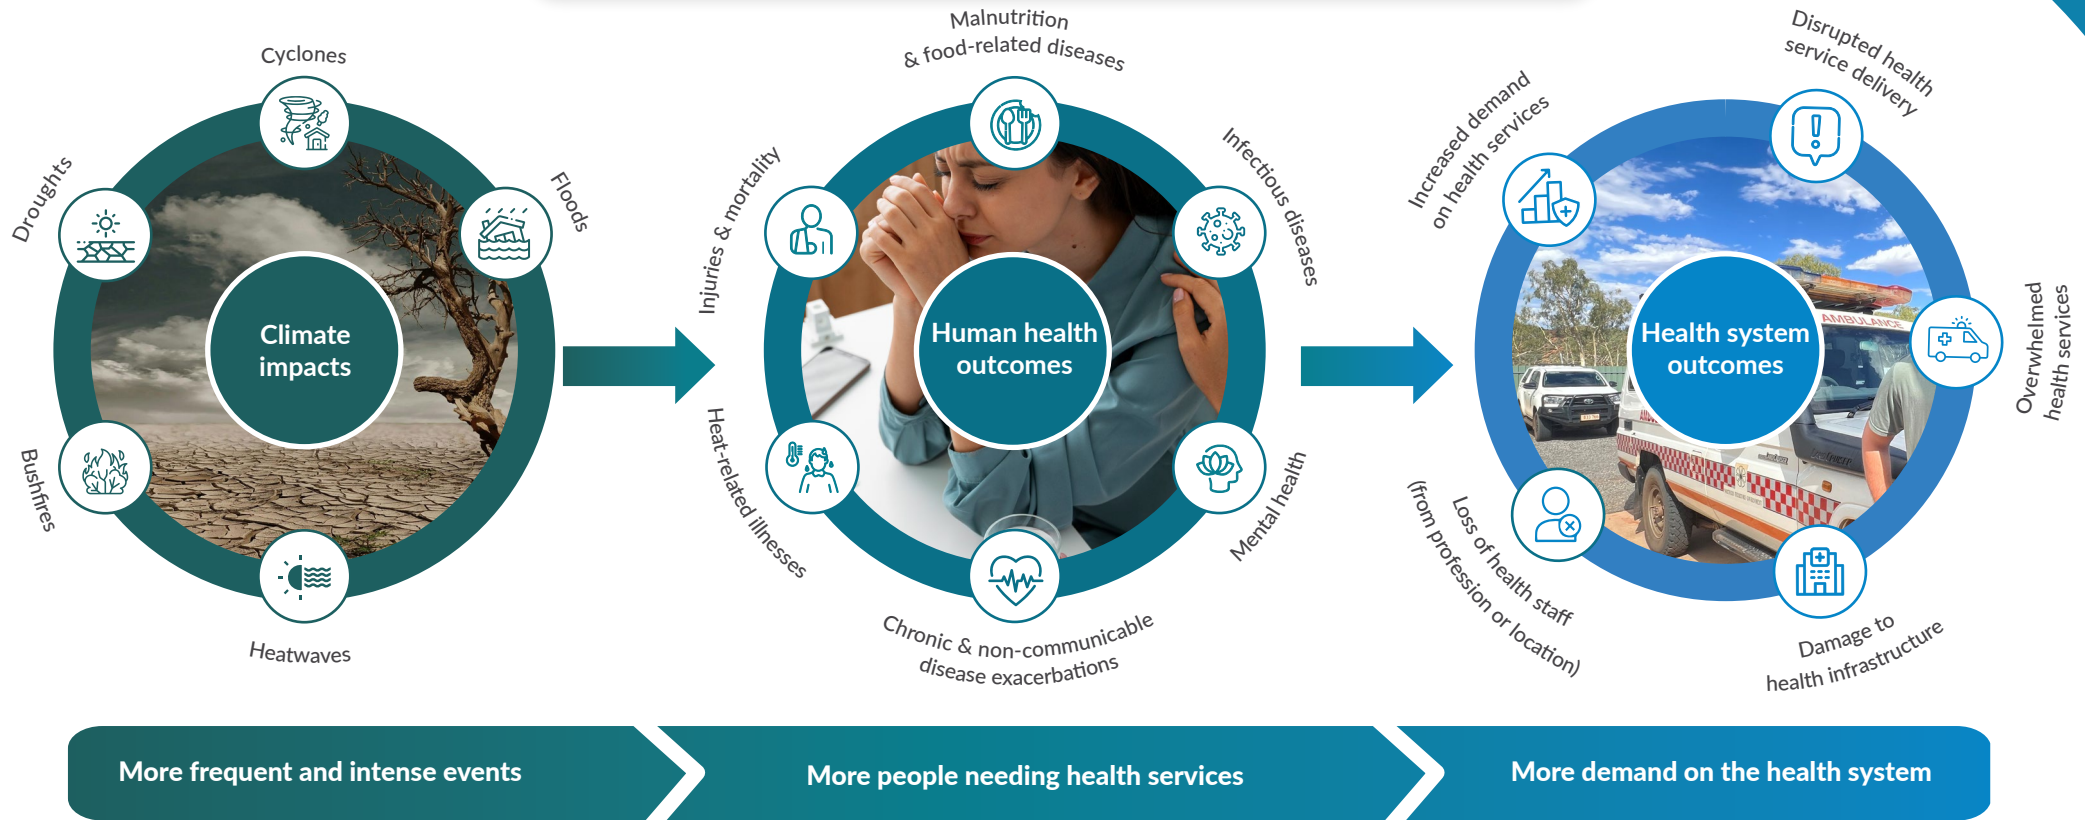 Cyclones
Droughts
Floods
Climate
impacts
Bushfires
Heatwaves
Malnutrition
& food-related diseases
Injuries & mortality
Infectious diseases
Human health
outcomes
Heat-related illnesses
Mental health
Chronic & non-communicable
disease exacerbations
Disrupted health
service delivery
Increased demand
on health services
AMBULANCE
Health system
outcomes
Overwhelmed
health services
Loss of health staff
(from profession or location)
Damage to
health infrastructure
More frequent and intense events
More people needing health services
More demand on the health system